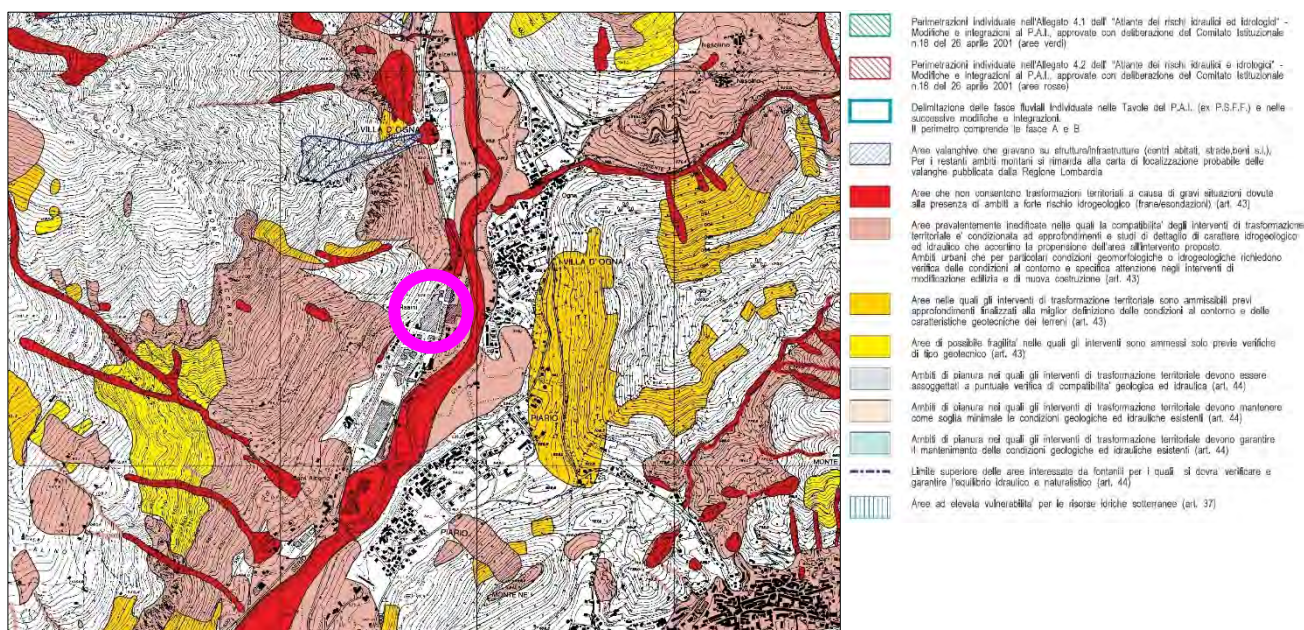 VILLA D' OGNA
VILLA D' OGNA
PIARIO
PIARIO
Nasolino
Ogna
MONTE
Perimetrazioni individuate nell'Allegato 4.1 dell' "Atlante dei rischi idraulici ed idrologici" -
Modifiche e integrazioni al P.A.I., approvate con deliberazione del Comitato Istituzionale
n.18 del 26 aprile 2001 (aree verdi)
Perimetrazioni individuate nell'Allegato 4.2 dell' "Atlante dei rischi idraulici e idrologici" -
Modifiche e integrazioni al P.A.I., approvate con deliberazione del Comitato Istituzionale
n.18 del 26 aprile 2001 (aree rosse)
Delimitazione delle fasce fluviali individuate nelle Tavole del P.A.I. (ex P.S.F.F.) e nelle
successive modifiche e integrazioni.
Il perimetro comprende le fasce A e B
Aree valanghive che gravano su struttura/infrastrutture (centri abitati, strade,beni s.l.),
Per i restanti ambiti montani si rimanda alla carta di localizzazione probabile delle
valanghe pubblicata dalla Regione Lombardia
Aree che non consentono trasformazioni territoriali a causa di gravi situazioni dovute
alla presenza di ambiti a forte rischio idrogeologico (frane/esondazioni) (art. 43)
Aree prevalentemente inedificate nelle quali la compatibilita' degli interventi di trasformazione
territoriale e' condizionata ad approfondimenti e studi di dettaglio di carattere idrogeologico
ed idraulico che accertino la propensione dell'area all'intervento proposto.
Ambiti urbani che per particolari condizioni geomorfologiche o idrogeologiche richiedono
verifica delle condizioni al contorno e specifica attenzione negli interventi di
modificazione edilizia e di nuova costruzione (art. 43)
Aree nelle quali gli interventi di trasformazione territoriale sono ammissibili previ
approfondimenti finalizzati alla miglior definizione delle condizioni al contorno e delle
caratteristiche geotecniche dei terreni (art. 43)
Aree di possibile fragilita' nelle quali gli interventi sono ammessi solo previe verifiche
di tipo geotecnico (art. 43)
Ambiti di pianura nei quali gli interventi di trasformazione territoriale devono essere
assoggettati a puntuale verifica di compatibilita' geologica ed idraulica (art. 44)
Ambiti di pianura nei quali gli interventi di trasformazione territoriale devono mantenere
come soglia minimale le condizioni geologiche ed idrauliche esistenti (art. 44)
Ambiti di pianura nei quali gli interventi di trasformazione territoriale devono garantire
il mantenimento delle condizioni geologiche ed idrauliche esistenti (art. 44)
Limite superiore delle aree interessate da fontanili per i quali si dovra verificare e
garantire l'equilibrio idraulico e naturalistico (art. 44)
Aree ad elevata vulnerabilita' per le risorse idriche sotterranee (art. 37)